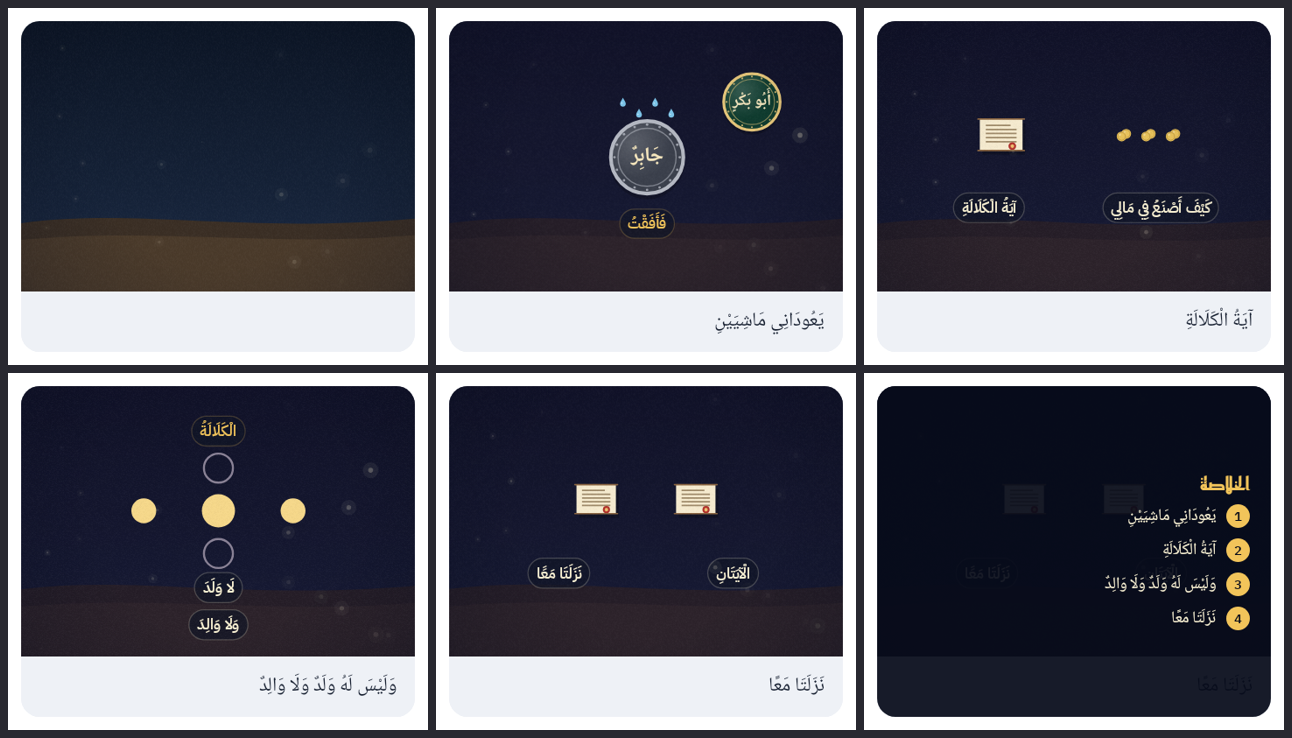 أَبُو بَكْرٍ
جَابِرٌ
فَأَفَقْتُ
يَعُودَانِي مَاشِيَيْنِ
كَيْفَ أَصْنَعُ فِي مَالِي
آيَةُ الْكَلَالَةِ
آيَةُ الْكَلَالَةِ
الْكَلَالَةُ
لَا وَلَدَ
وَلَا وَالِدَ
وَلَيْسَ لَهُ وَلَدٌ وَلَا وَالِدٌ
الْآيَتَانِ
نَزَلَتَا مَعًا
نَزَلَتَا مَعًا
الخلاصة
1 يَعُودَانِي مَاشِيَيْنِ
2 آيَةُ الْكَلَالَةِ
3 وَلَيْسَ لَهُ وَلَدٌ وَلَا وَالِدٌ
4 نَزَلَتَا مَعًا
نَزَلَتَا مَعًا
نَزَلَتَا مَعًا